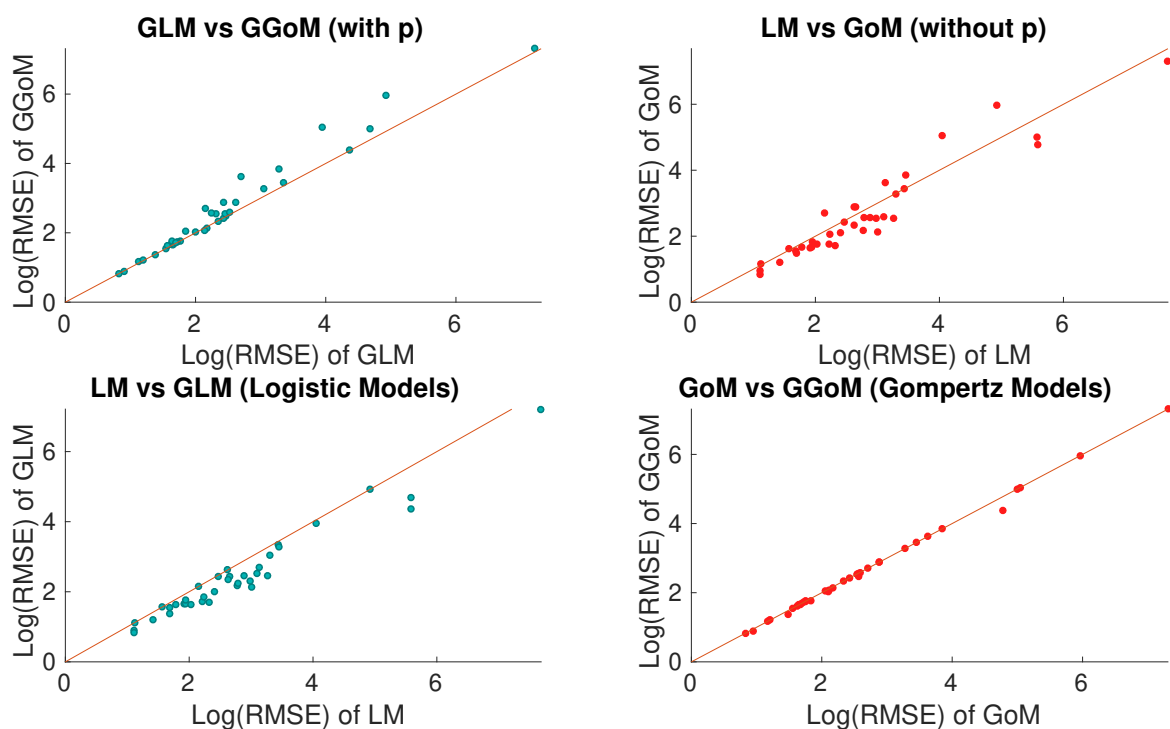 GLM vs GGoM (with p)
Log(RMSE) of GGoM
6
4
2
0
0 2 4 6
Log(RMSE) of GLM
LM vs GoM (without p)
Log(RMSE) of GoM
6
4
2
0
0 2 4 6
Log(RMSE) of LM
LM vs GLM (Logistic Models)
Log(RMSE) of GLM
6
4
2
0
0 2 4 6
Log(RMSE) of LM
GoM vs GGoM (Gompertz Models)
Log(RMSE) of GGoM
6
4
2
0
0 2 4 6
Log(RMSE) of GoM